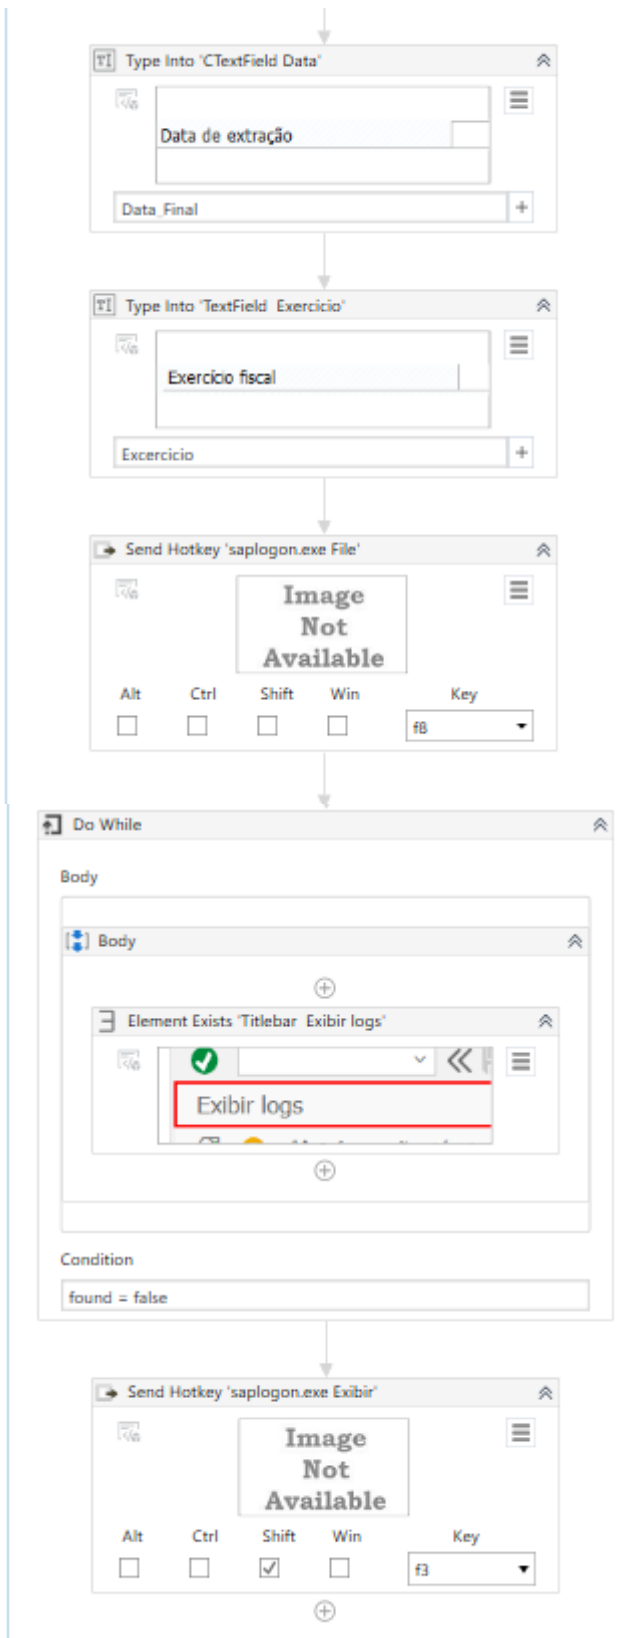 Type Into 'CTextField Data'
Data de extração
Data_Final
Type Into 'TextField Exercicio'
Exercício fiscal
Excercicio
Send Hotkey 'saplogon.exe File'
Image
Not
Available
Alt Ctrl Shift Win Key
f8
Do While
Body
Body
Element Exists 'Titlebar Exibir logs'
Exibir logs
Condition
found = false
Send Hotkey 'saplogon.exe Exibir'
Image
Not
Available
Alt Ctrl Shift Win Key
f3